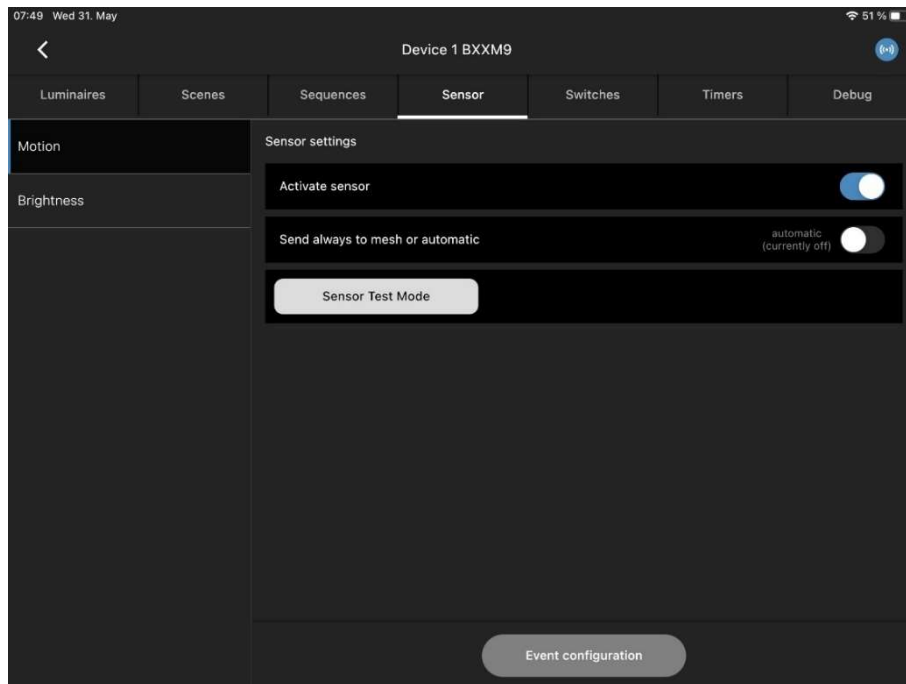 07:49 Wed 31. May
51 %
Device 1 BXXM9
Luminaires Scenes Sequences Sensor Switches Timers Debug
Motion
Brightness
Sensor settings
Activate sensor
Send always to mesh or automatic
automatic
(currently off)
Sensor Test Mode
Event configuration